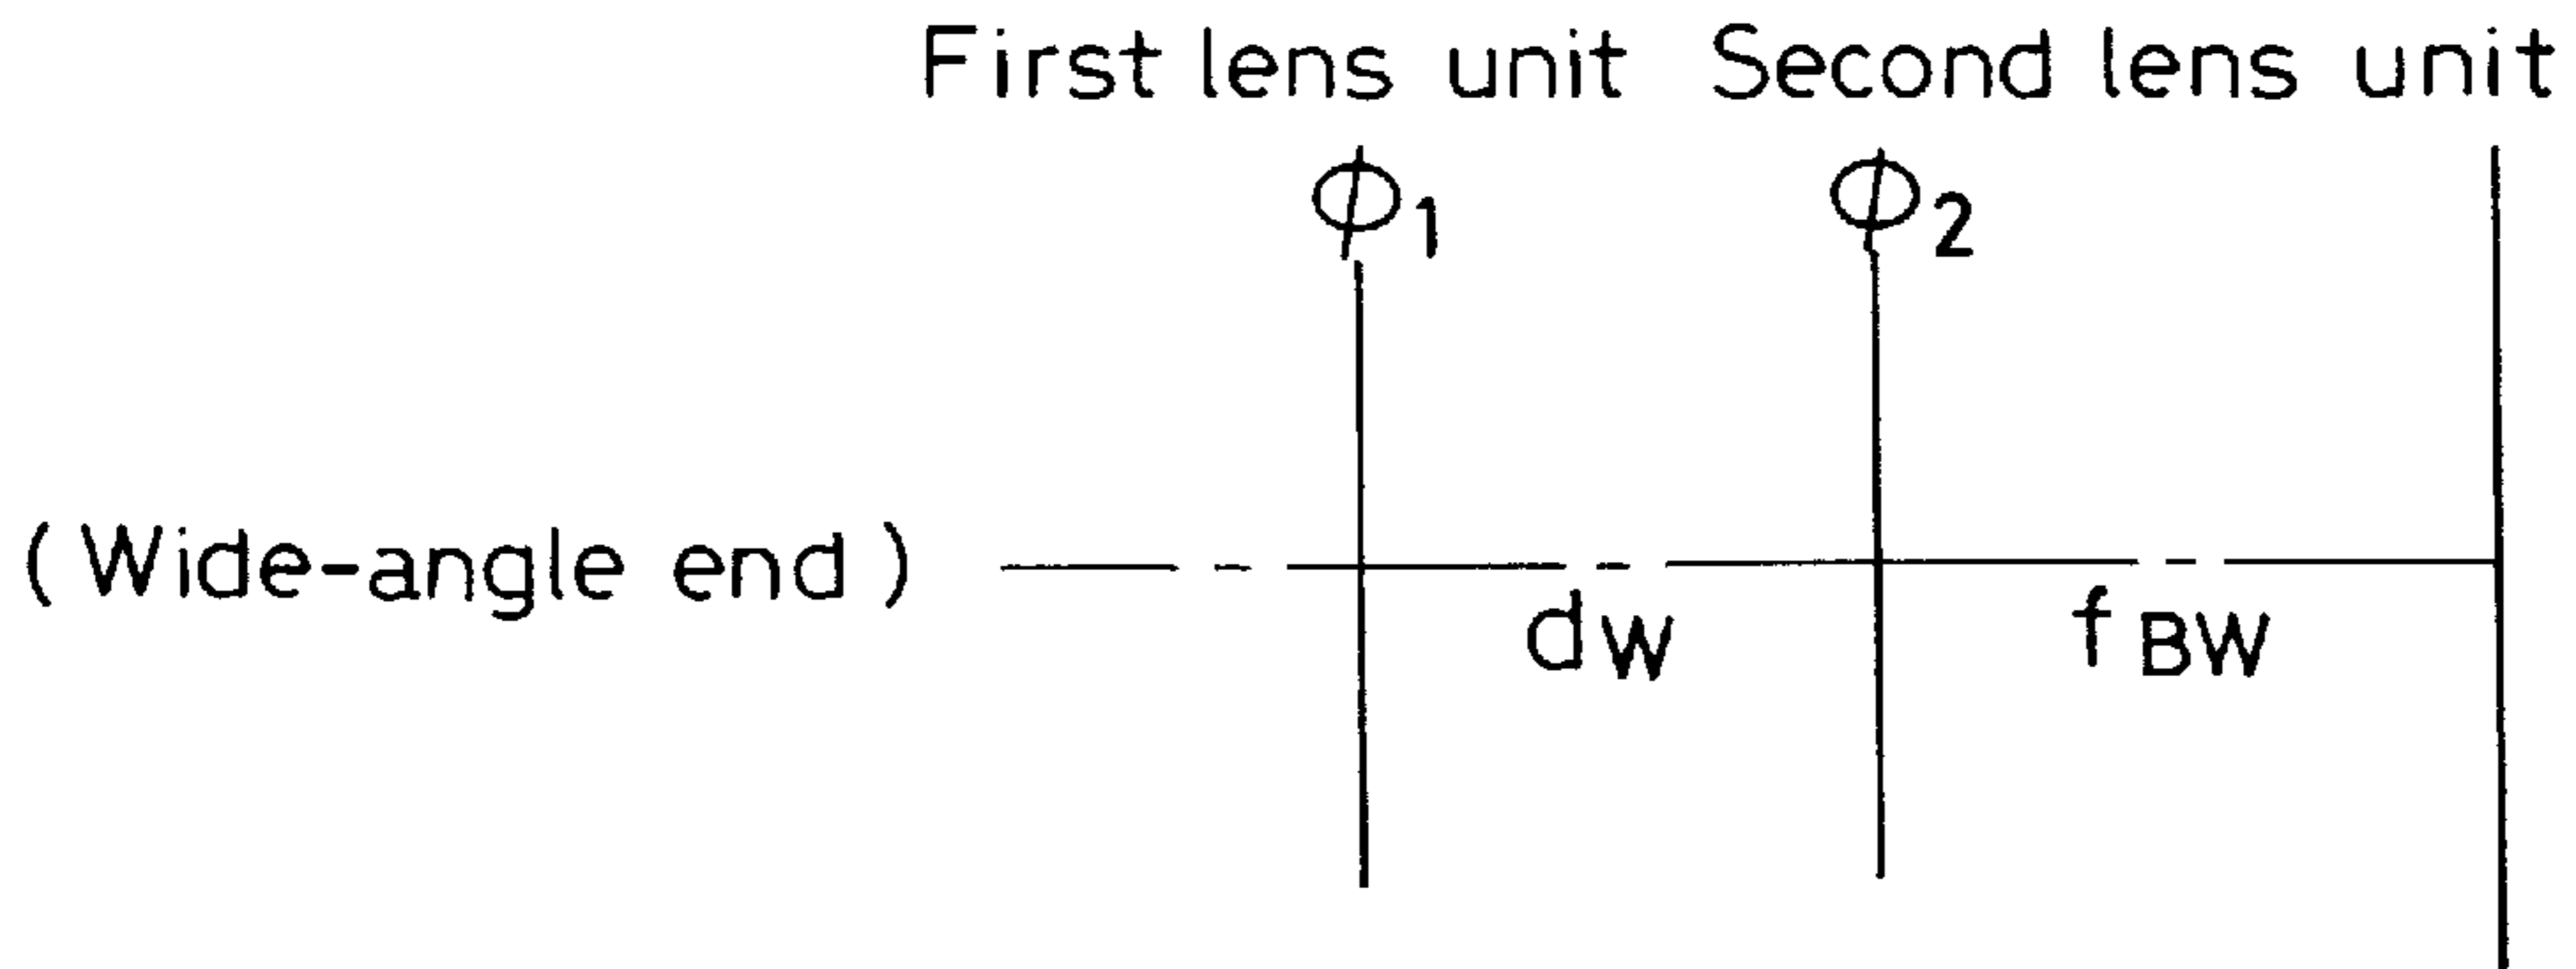 First lens unit Second lens unit
Φ1 Φ2
(Wide-angle end)
dW fBW